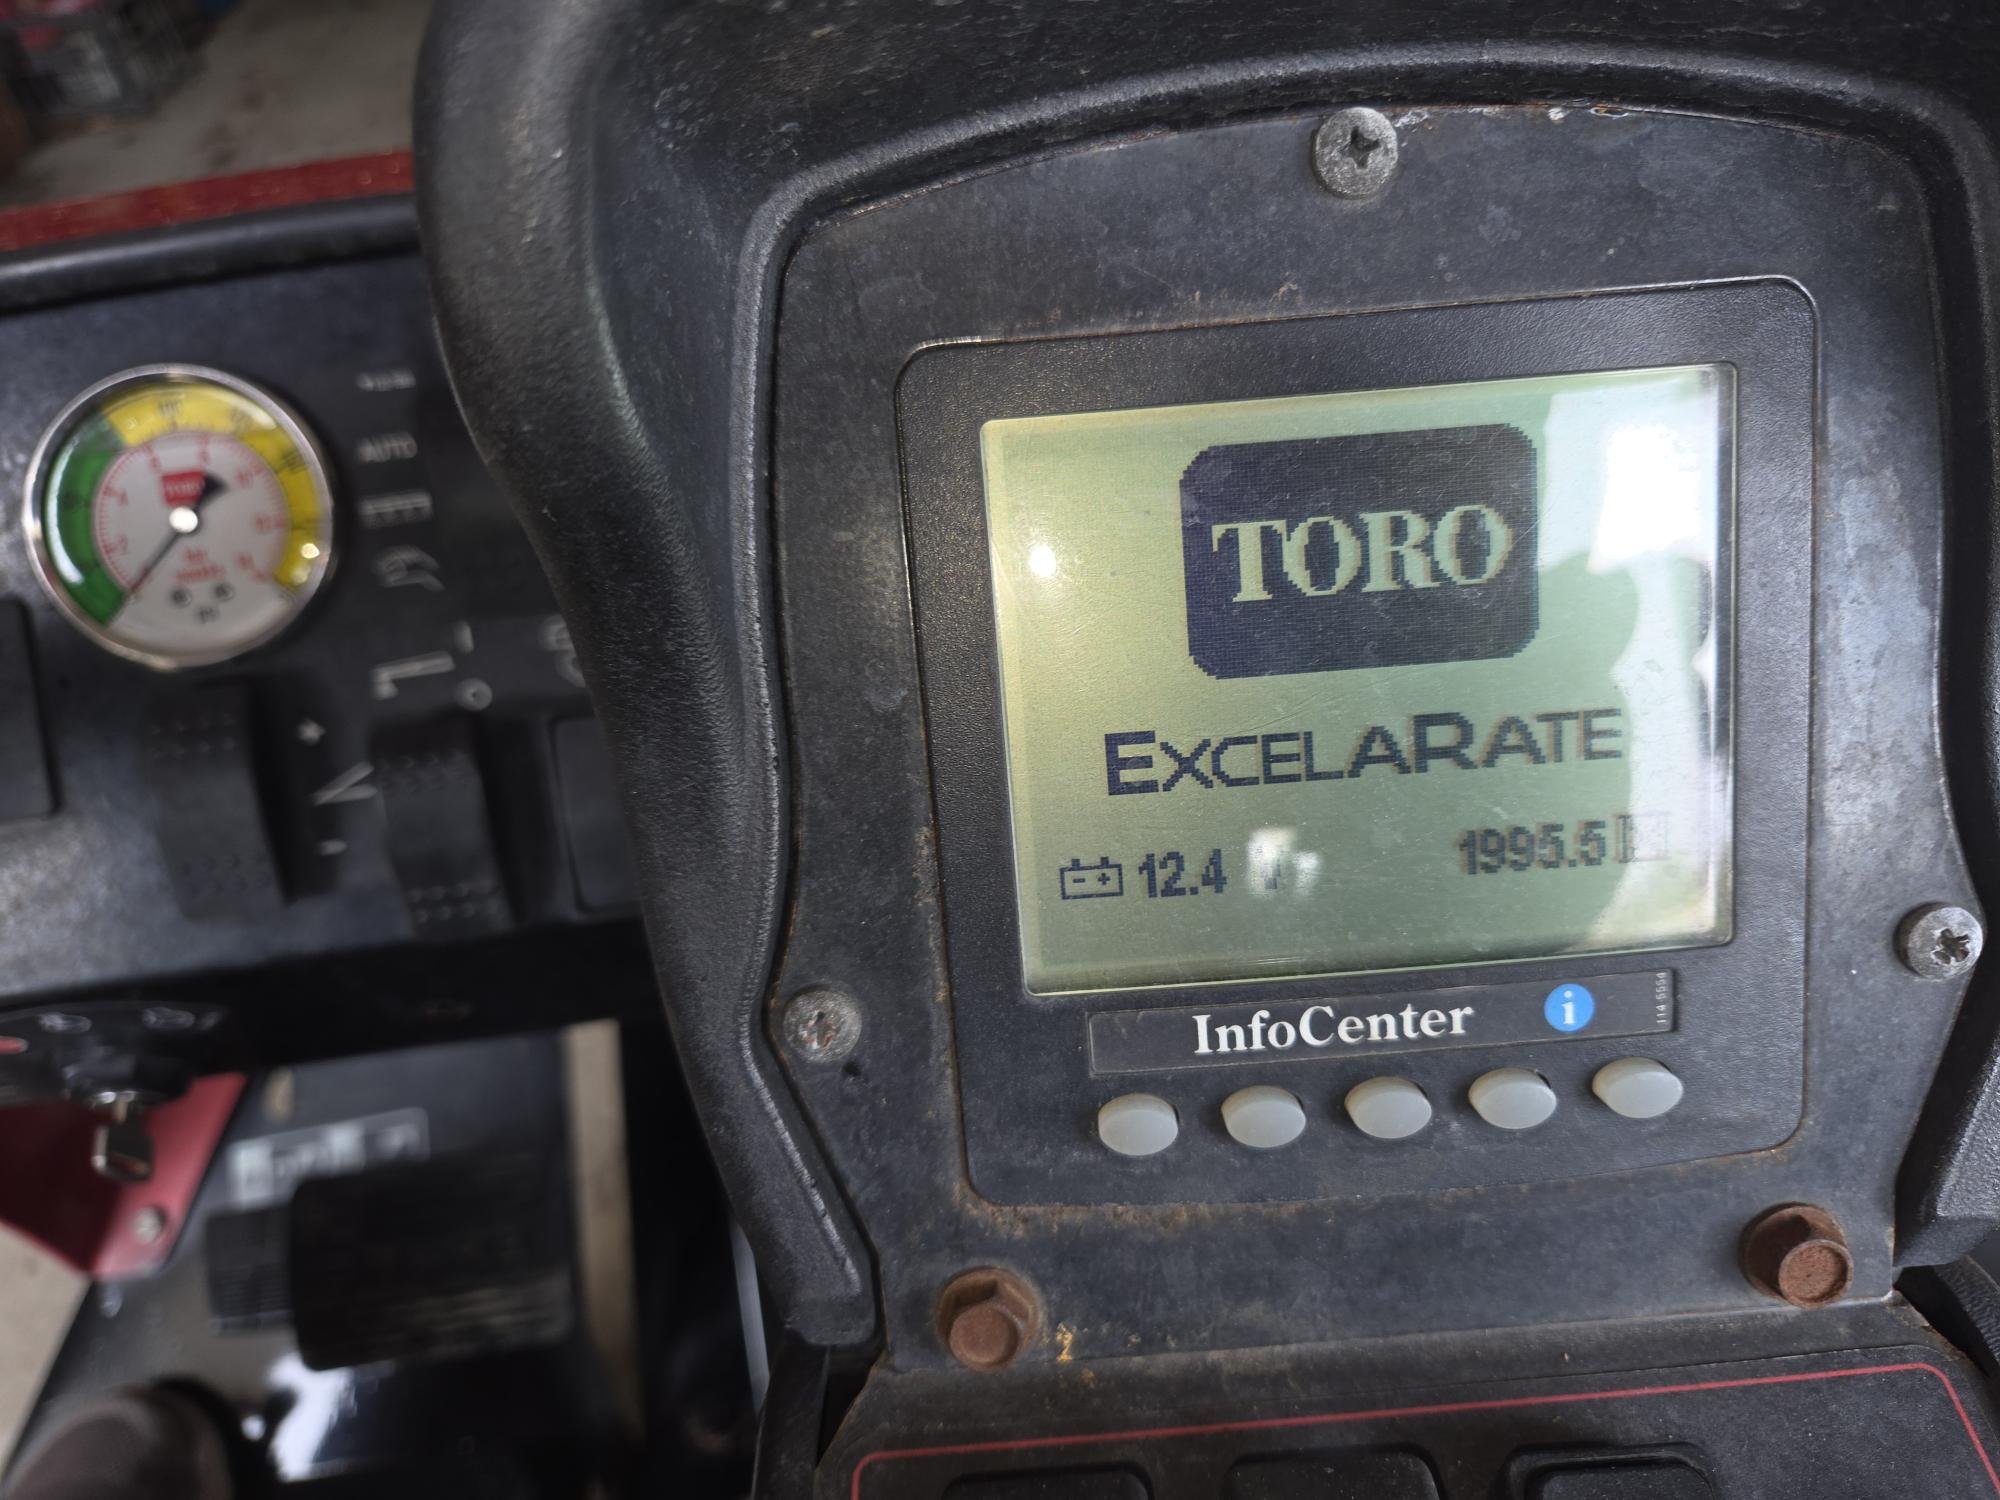 AUTO
TORO
EXCELARATE
12.4 V
1995.5 H
InfoCenter i